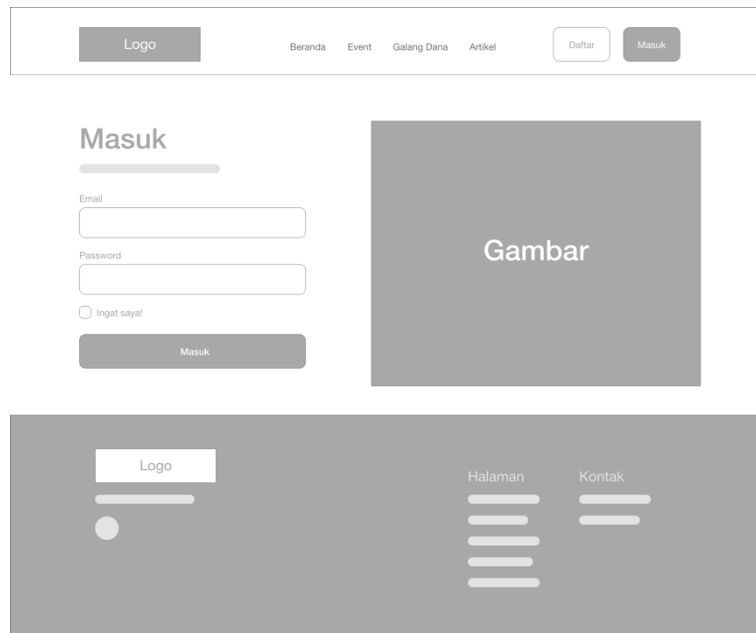 Logo
Beranda Event Galang Dana Artikel Daftar Masuk
Masuk
Email
Password
Ingat saya!
Masuk
Gambar
Logo
Halaman Kontak